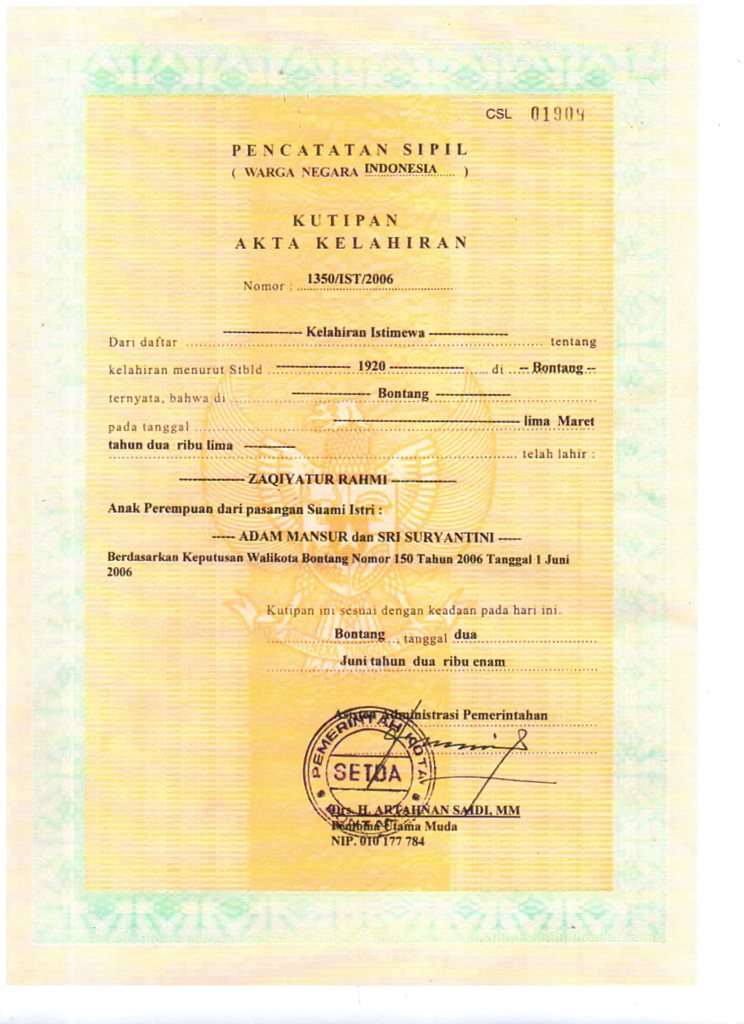 CSL 01909
PENCATATAN SIPIL
( WARGA NEGARA INDONESIA )
KUTIPAN
AKTA KELAHIRAN
Nomor : 1350/IST/2006
Dari daftar Kelahiran Istimewa tentang
kelahiran menurut Stbld 1920 di -- Bontang --
ternyata, bahwa di Bontang
pada tanggal lima Maret
tahun dua ribu lima telah lahir :
ZAQIYATUR RAHMI
Anak Perempuan dari pasangan Suami Istri :
----- ADAM MANSUR dan SRI SURYANTINI -----
Berdasarkan Keputusan Walikota Bontang Nomor 150 Tahun 2006 Tanggal 1 Juni
2006
Kutipan ini sesuai dengan keadaan pada hari ini.
Bontang, tanggal dua
Juni tahun dua ribu enam
Asisten Administrasi Pemerintahan
PEMERINTAH KOTA
SETDA
BONTANG
Drs. H. ARTAHNAN SAIDI, MM
Pembina Utama Muda
NIP. 010 177 784